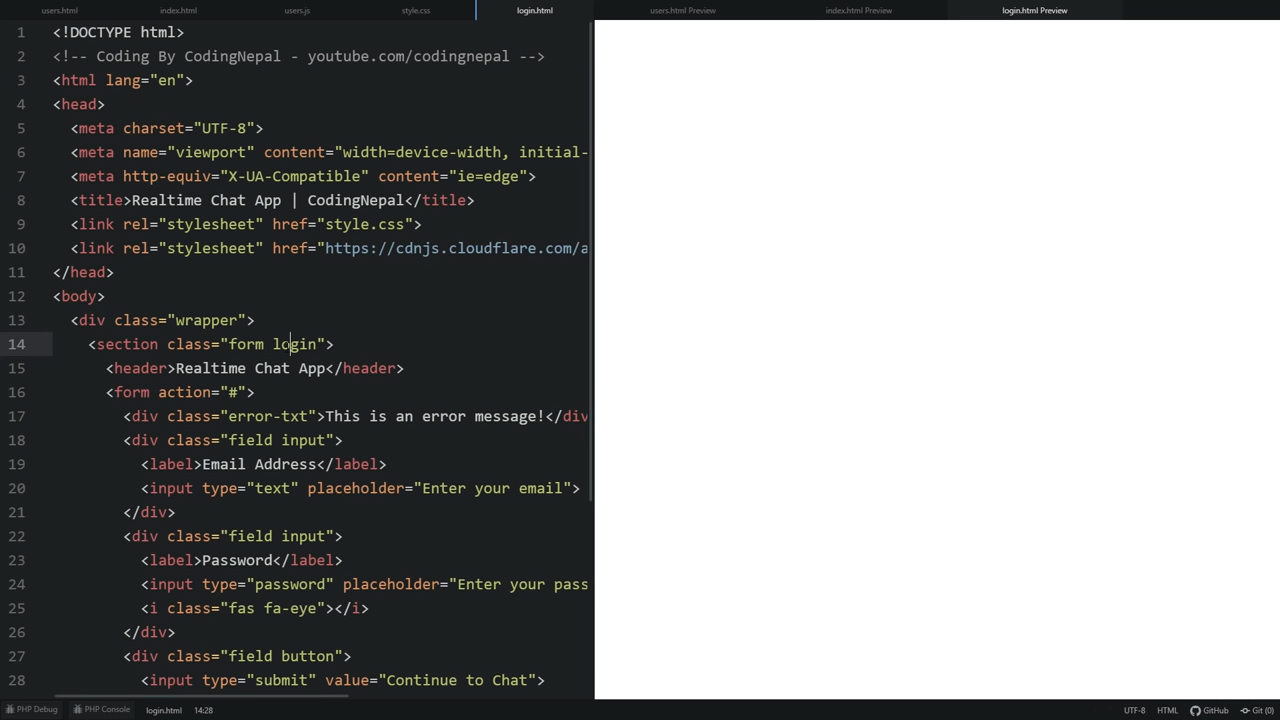 users.html index.html users.js style.css login.html users.html Preview index.html Preview login.html Preview
1 <!DOCTYPE html>
2 <!-- Coding By CodingNepal - youtube.com/codingnepal -->
3 <html lang="en">
4 <head>
5 <meta charset="UTF-8">
6 <meta name="viewport" content="width=device-width, initial-
7 <meta http-equiv="X-UA-Compatible" content="ie=edge">
8 <title>Realtime Chat App | CodingNepal</title>
9 <link rel="stylesheet" href="style.css">
10 <link rel="stylesheet" href="https://cdnjs.cloudflare.com/a
11 </head>
12 <body>
13 <div class="wrapper">
14 <section class="form login">
15 <header>Realtime Chat App</header>
16 <form action="#">
17 <div class="error-txt">This is an error message!</div
18 <div class="field input">
19 <label>Email Address</label>
20 <input type="text" placeholder="Enter your email">
21 </div>
22 <div class="field input">
23 <label>Password</label>
24 <input type="password" placeholder="Enter your pass
25 <i class="fas fa-eye"></i>
26 </div>
27 <div class="field button">
28 <input type="submit" value="Continue to Chat">
PHP Debug PHP Console login.html 14:28 UTF-8 HTML GitHub Git (0)